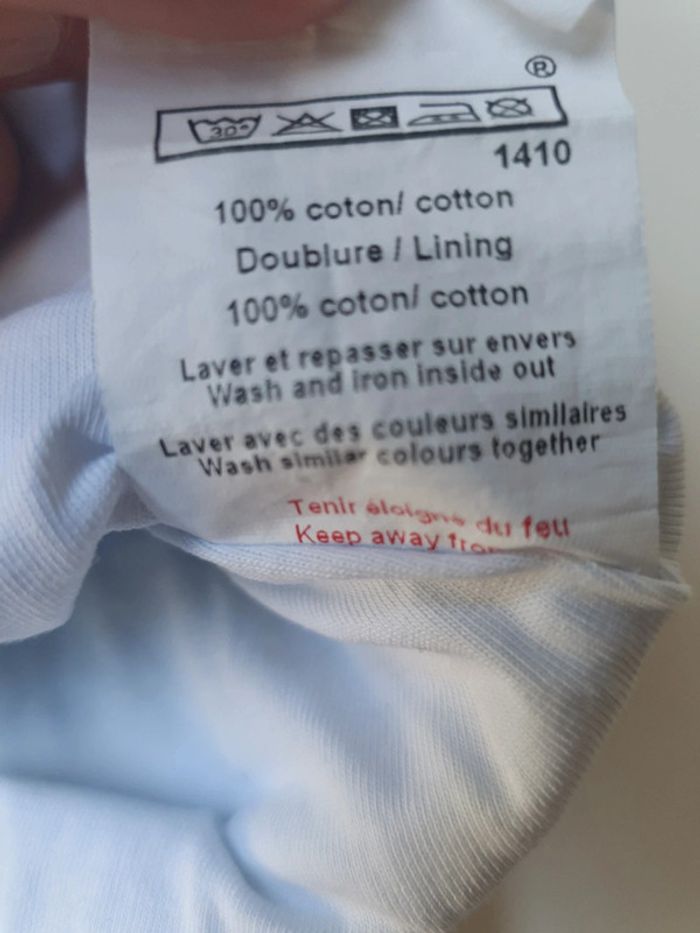 ®
30°
1410
100% coton/ cotton
Doublure / Lining
100% coton/ cotton
Laver et repasser sur envers
Wash and iron inside out
Laver avec des couleurs similaires
Wash similar colours together
Tenir éloigné du feu
Keep away from